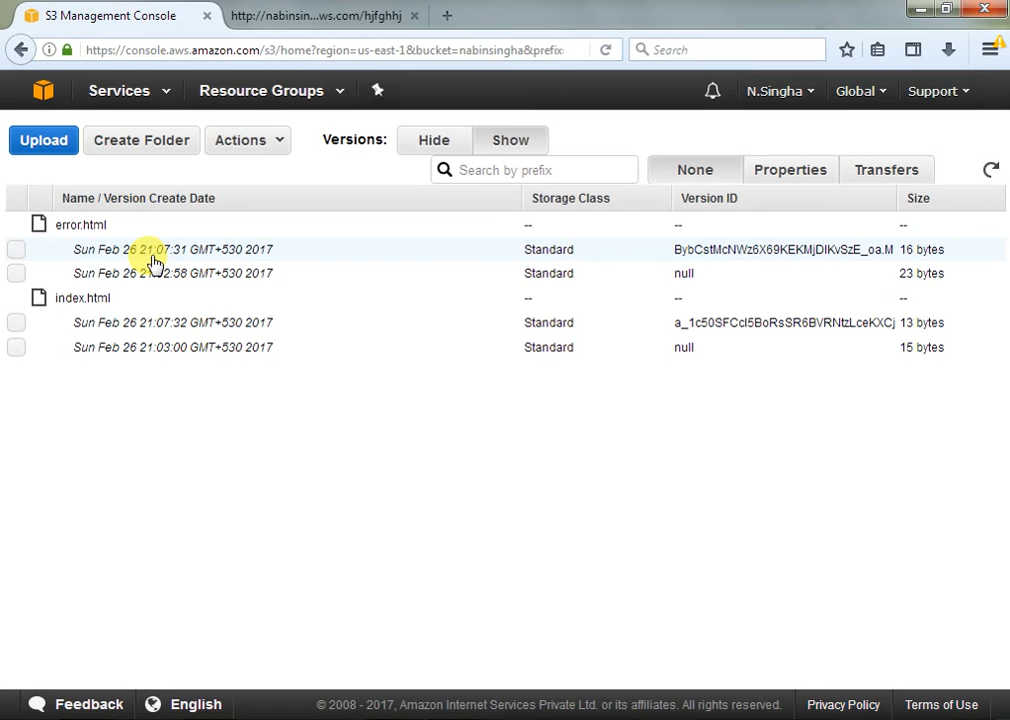 S3 Management Console
http://nabinsin...ws.com/hjfghhj
https://console.aws.amazon.com/s3/home?region=us-east-1&bucket=nabinsingha&prefix=
Search
Services
Resource Groups
N.Singha
Global
Support
Upload
Create Folder
Actions
Versions:
Hide
Show
Search by prefix
None
Properties
Transfers
Name / Version Create Date
Storage Class
Version ID
Size
error.html -- -- --
Sun Feb 26 21:07:31 GMT+530 2017 Standard BybCstMcNWz6X69KEKMjDIKvSzE_oa.M 16 bytes
Sun Feb 26 21:02:58 GMT+530 2017 Standard null 23 bytes
index.html -- -- --
Sun Feb 26 21:07:32 GMT+530 2017 Standard a_1c50SFCcI5BoRsSR6BVRNtzLceKXCj 13 bytes
Sun Feb 26 21:03:00 GMT+530 2017 Standard null 15 bytes
Feedback
English
© 2008 - 2017, Amazon Internet Services Private Ltd. or its affiliates. All rights reserved.
Privacy Policy
Terms of Use